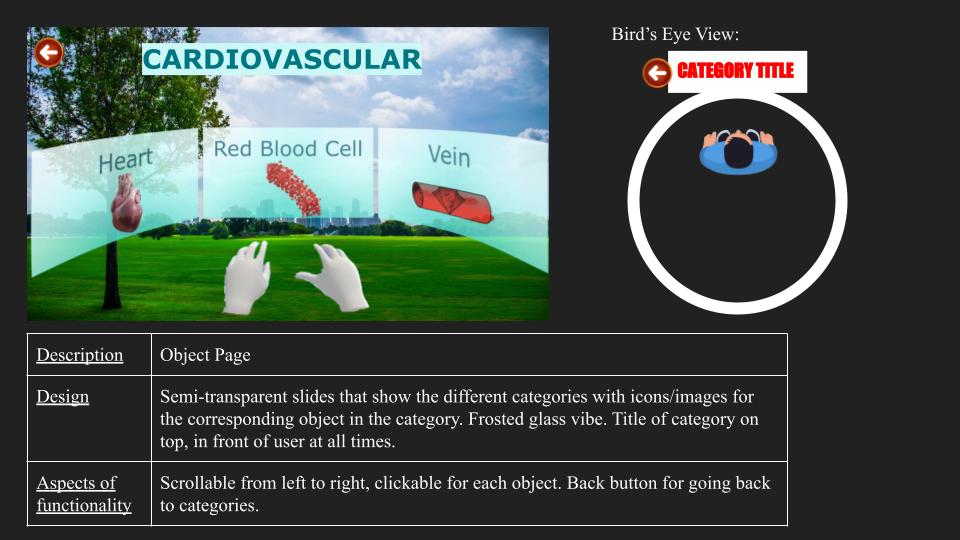 CARDIOVASCULAR
Heart
Red Blood Cell
Vein
Bird’s Eye View:
CATEGORY TITLE
Description
Object Page
Design
Semi-transparent slides that show the different categories with icons/images for
the corresponding object in the category. Frosted glass vibe. Title of category on
top, in front of user at all times.
Aspects of
functionality
Scrollable from left to right, clickable for each object. Back button for going back
to categories.